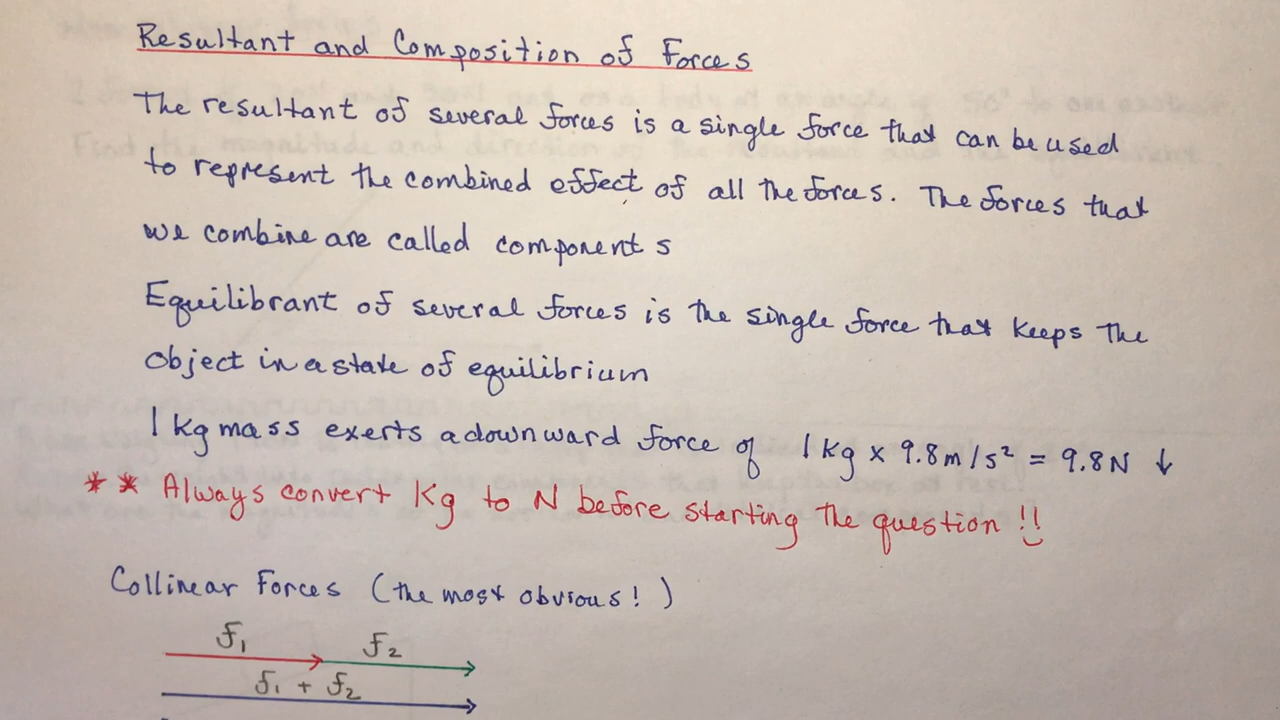 Resultant and Composition of Forces
The resultant of several forces is a single force that can be used
to represent the combined effect of all the forces. The forces that
we combine are called components
Equilibrant of several forces is the single force that keeps the
object in a state of equilibrium
1 kg mass exerts a downward force of 1 kg x 9.8 m/s² = 9.8 N ↓
** Always convert Kg to N before starting the question !!
Collinear Forces (the most obvious! )
f₁ f₂
f₁ + f₂